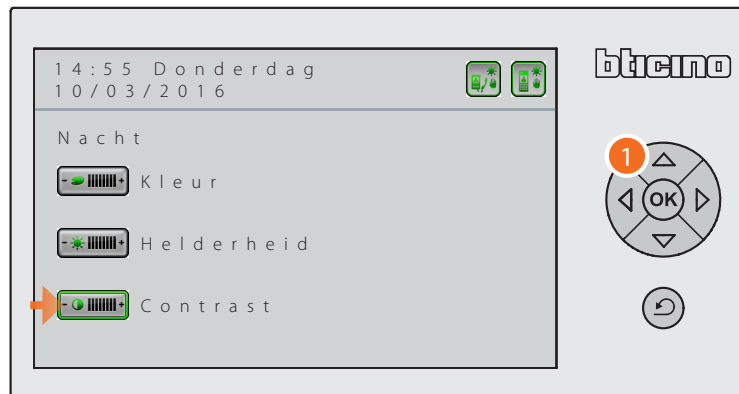 14:55 Donderdag
10/03/2016
bticino
Nacht
- + Kleur
- + Helderheid
- + Contrast
1
OK